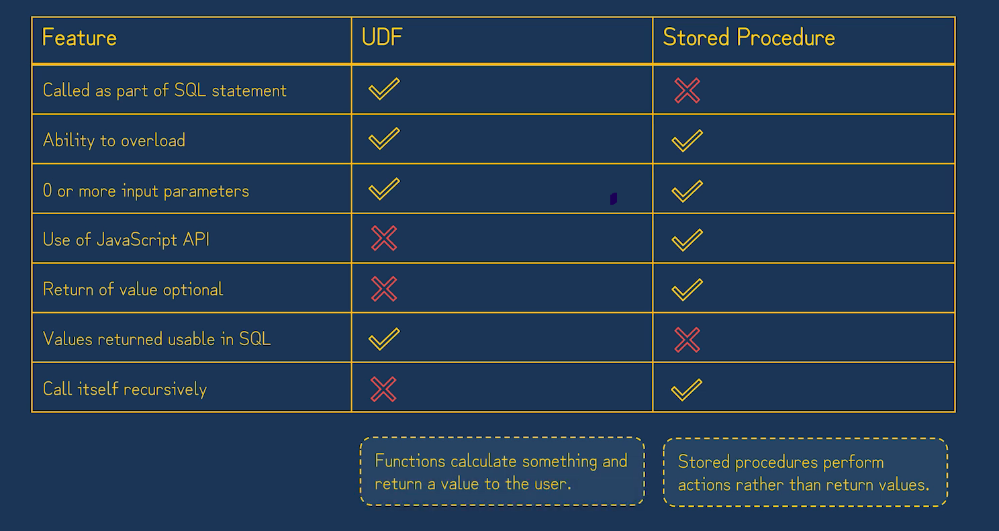 Feature UDF Stored Procedure
Called as part of SQL statement
Ability to overload
0 or more input parameters
Use of JavaScript API
Return of value optional
Values returned usable in SQL
Call itself recursively
Functions calculate something and
return a value to the user.
Stored procedures perform
actions rather than return values.